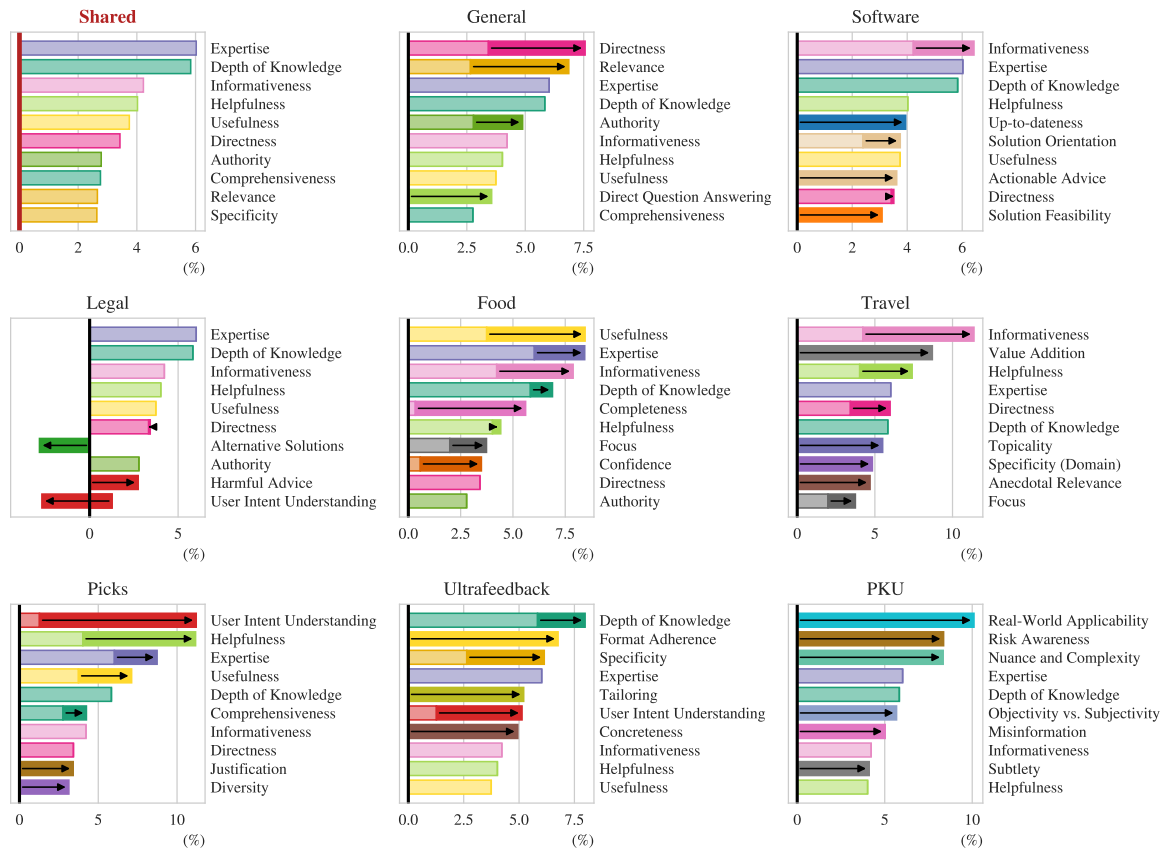 Shared
Expertise
Depth of Knowledge
Informativeness
Helpfulness
Usefulness
Directness
Authority
Comprehensiveness
Relevance
Specificity
0 2 4 6
(%)
General
Directness
Relevance
Expertise
Depth of Knowledge
Authority
Informativeness
Helpfulness
Usefulness
Direct Question Answering
Comprehensiveness
0.0 2.5 5.0 7.5
(%)
Software
Informativeness
Expertise
Depth of Knowledge
Helpfulness
Up-to-dateness
Solution Orientation
Usefulness
Actionable Advice
Directness
Solution Feasibility
0 2 4 6
(%)
Legal
Expertise
Depth of Knowledge
Informativeness
Helpfulness
Usefulness
Directness
Alternative Solutions
Authority
Harmful Advice
User Intent Understanding
0 5
(%)
Food
Usefulness
Expertise
Informativeness
Depth of Knowledge
Completeness
Helpfulness
Focus
Confidence
Directness
Authority
0.0 2.5 5.0 7.5
(%)
Travel
Informativeness
Value Addition
Helpfulness
Expertise
Directness
Depth of Knowledge
Topicality
Specificity (Domain)
Anecdotal Relevance
Focus
0 5 10
(%)
Picks
User Intent Understanding
Helpfulness
Expertise
Usefulness
Depth of Knowledge
Comprehensiveness
Informativeness
Directness
Justification
Diversity
0 5 10
(%)
Ultrafeedback
Depth of Knowledge
Format Adherence
Specificity
Expertise
Tailoring
User Intent Understanding
Concreteness
Informativeness
Helpfulness
Usefulness
0.0 2.5 5.0 7.5
(%)
PKU
Real-World Applicability
Risk Awareness
Nuance and Complexity
Expertise
Depth of Knowledge
Objectivity vs. Subjectivity
Misinformation
Informativeness
Subtlety
Helpfulness
0 5 10
(%)